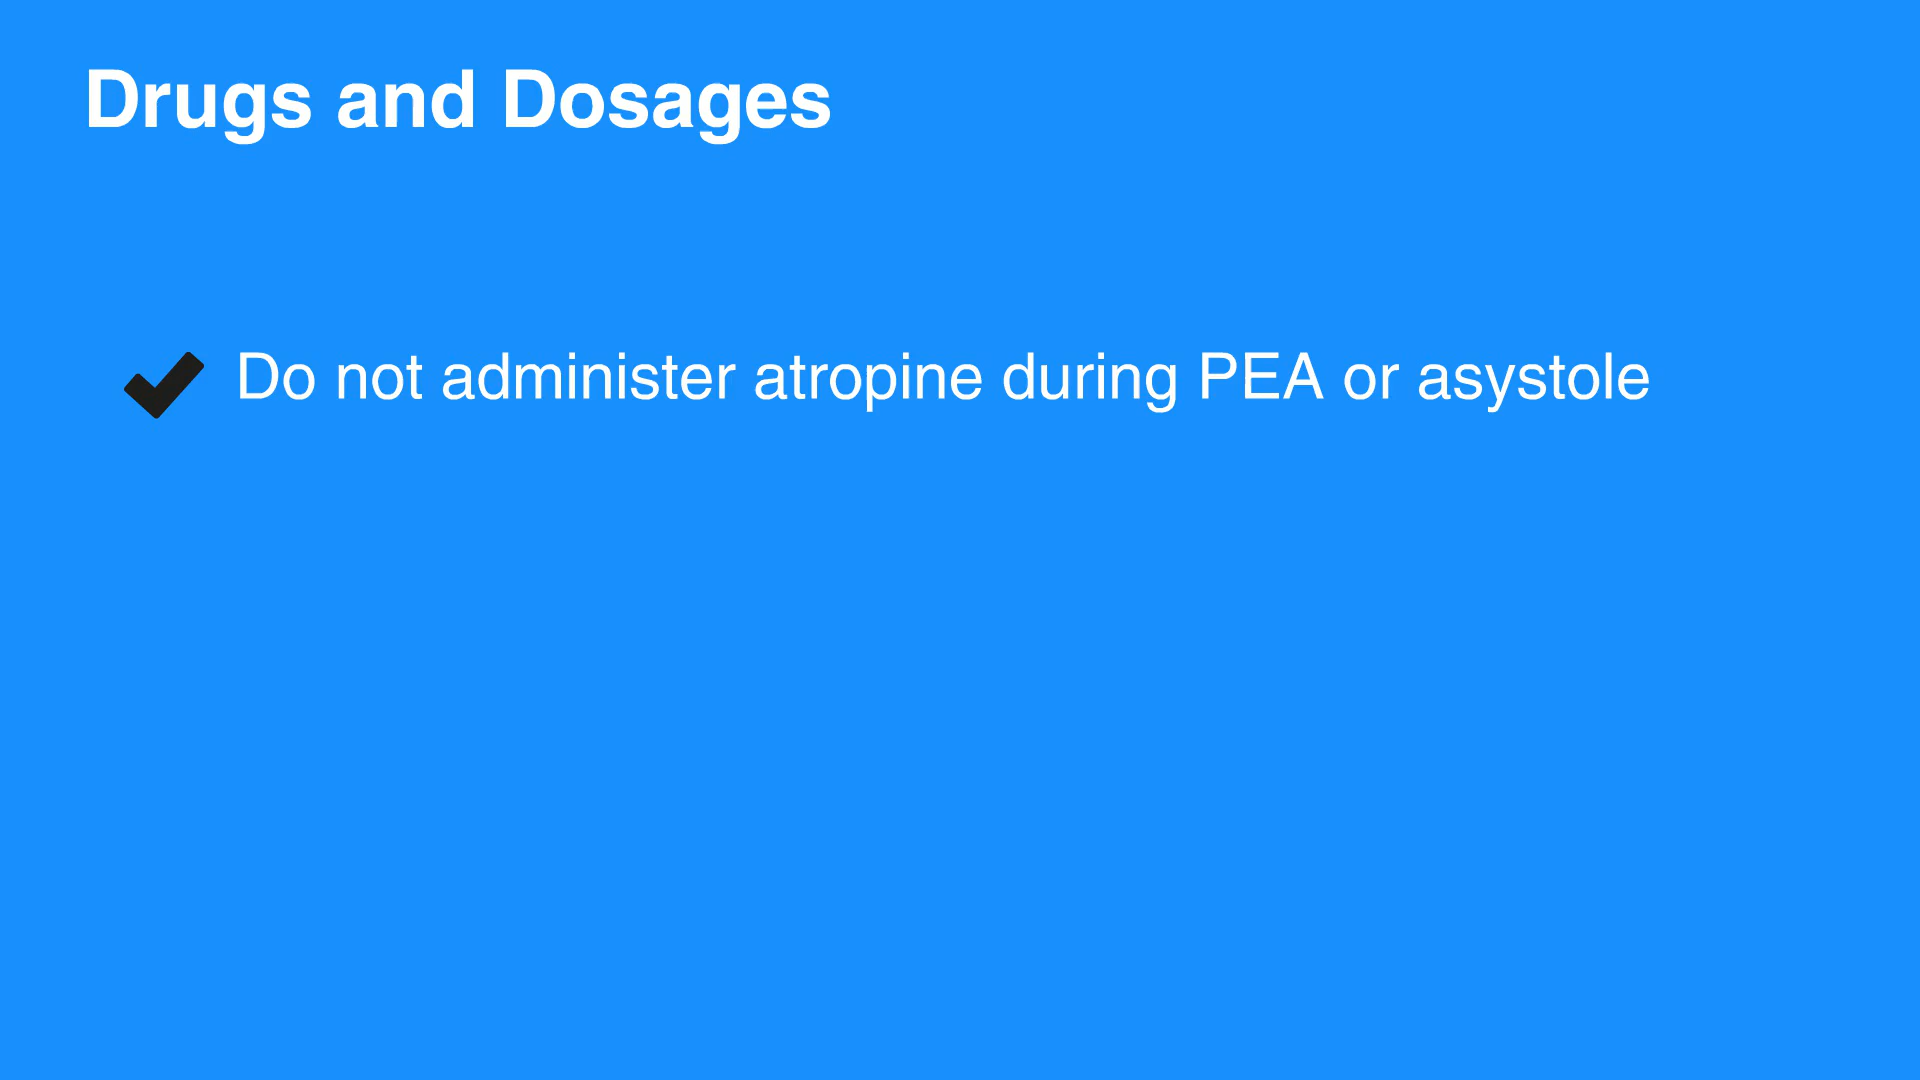 Drugs and Dosages
Do not administer atropine during PEA or asystole